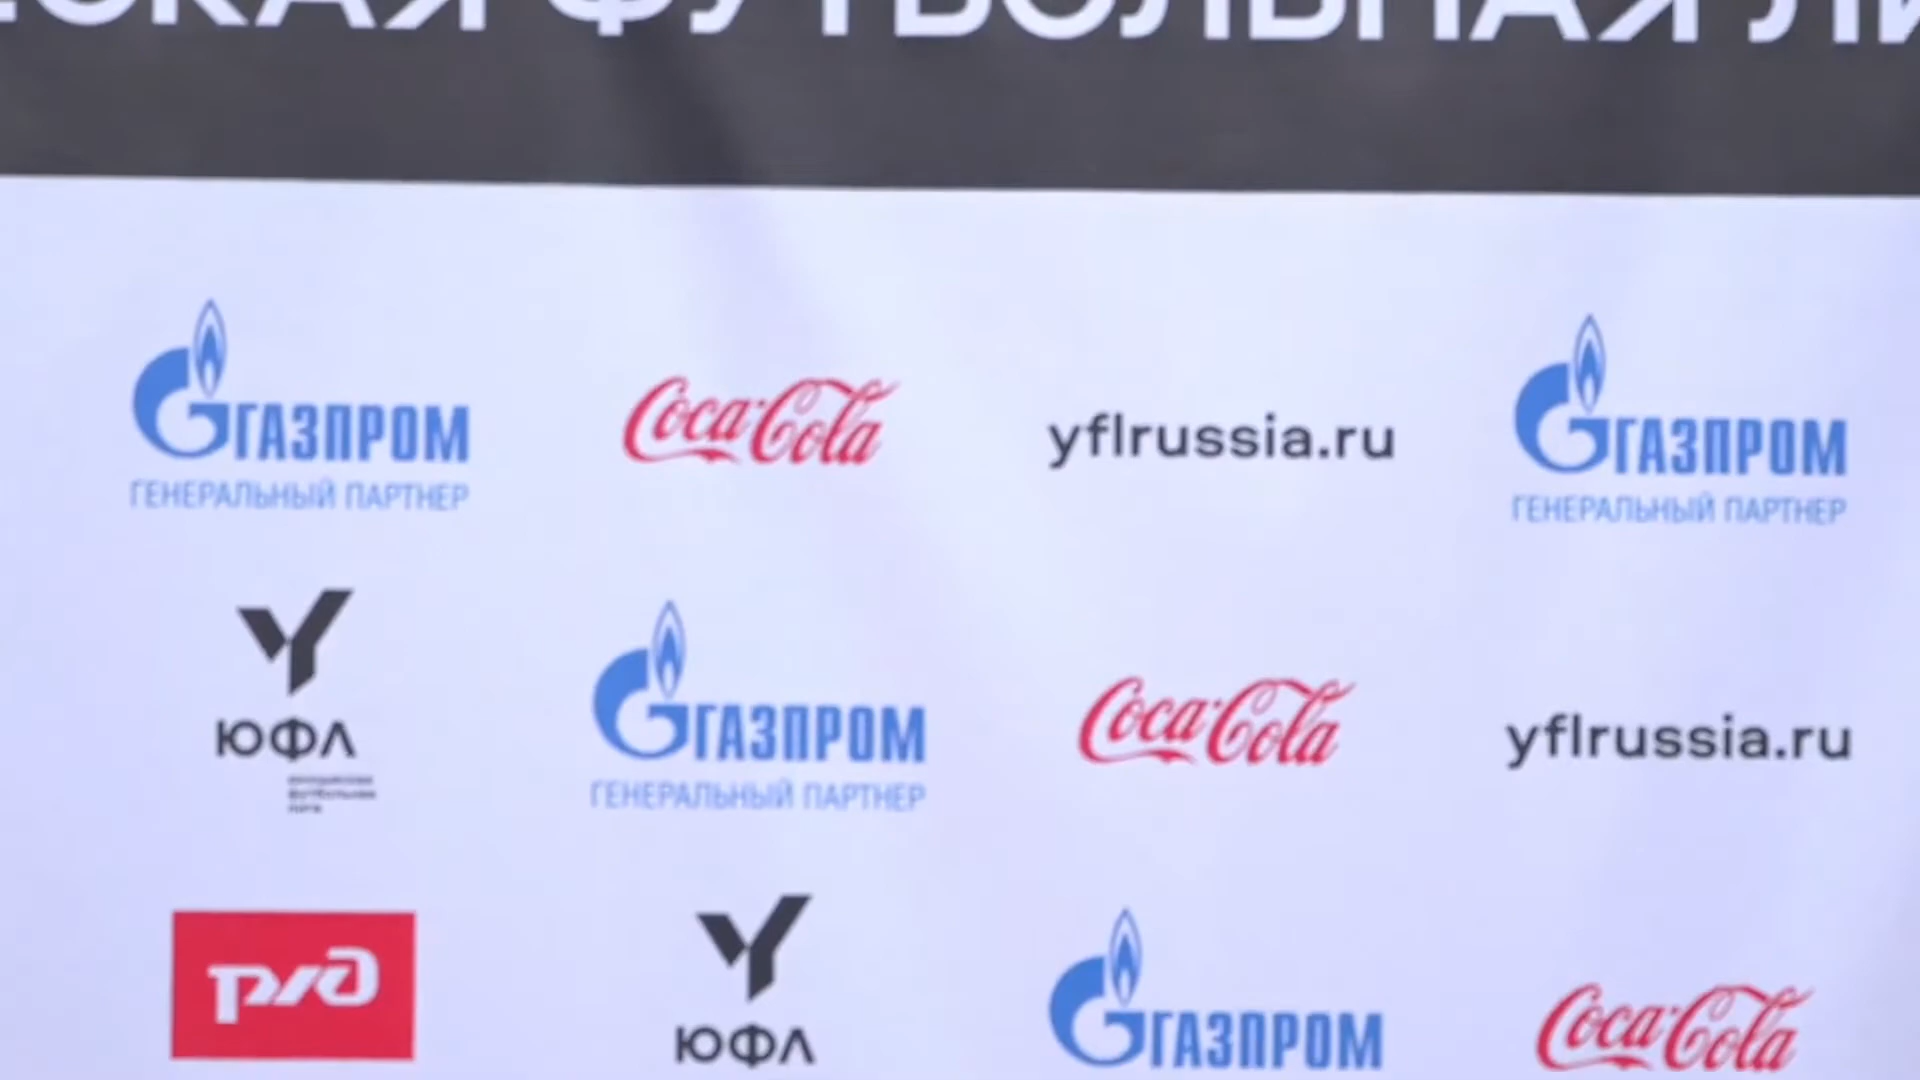 ФУТБОЛЬНАЯ
ГАЗПРОМ
ГЕНЕРАЛЬНЫЙ ПАРТНЕР
Coca-Cola
yflrussia.ru
ГАЗПРОМ
ГЕНЕРАЛЬНЫЙ ПАРТНЕР
ЮФЛ
ГАЗПРОМ
ГЕНЕРАЛЬНЫЙ ПАРТНЕР
Coca-Cola
yflrussia.ru
ржд
ЮФЛ
ГАЗПРОМ
Coca-Cola